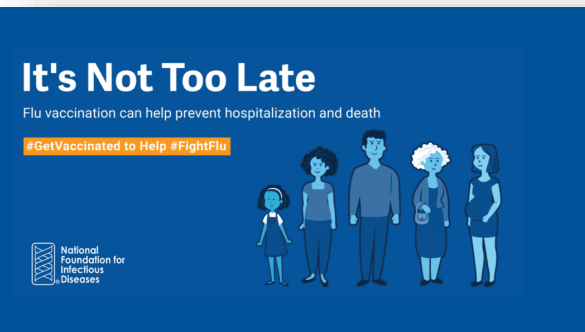 It's Not Too Late
Flu vaccination can help prevent hospitalization and death
#GetVaccinated to Help #FightFlu
National
Foundation for
Infectious
Diseases